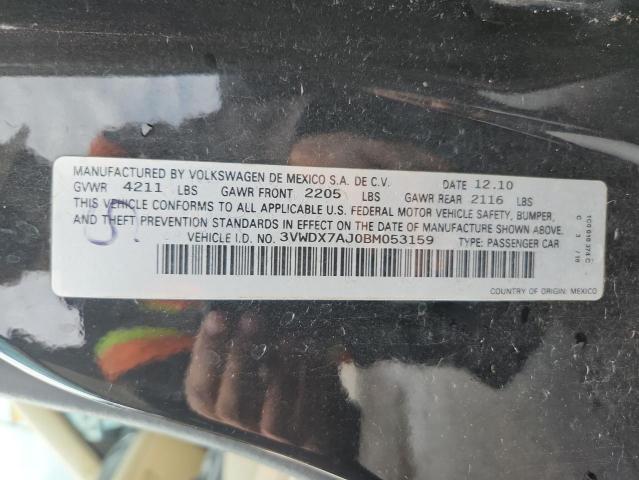 MANUFACTURED BY VOLKSWAGEN DE MEXICO S.A. DE C.V. DATE 12.10
GVWR 4211 LBS GAWR FRONT 2205 LBS GAWR REAR 2116 LBS
THIS VEHICLE CONFORMS TO ALL APPLICABLE U.S. FEDERAL MOTOR VEHICLE SAFETY, BUMPER,
AND THEFT PREVENTION STANDARDS IN EFFECT ON THE DATE OF MANUFACTURE SHOWN ABOVE.
VEHICLE I.D. NO. 3VWDX7AJ0BM053159 TYPE: PASSENGER CAR
COUNTRY OF ORIGIN: MEXICO